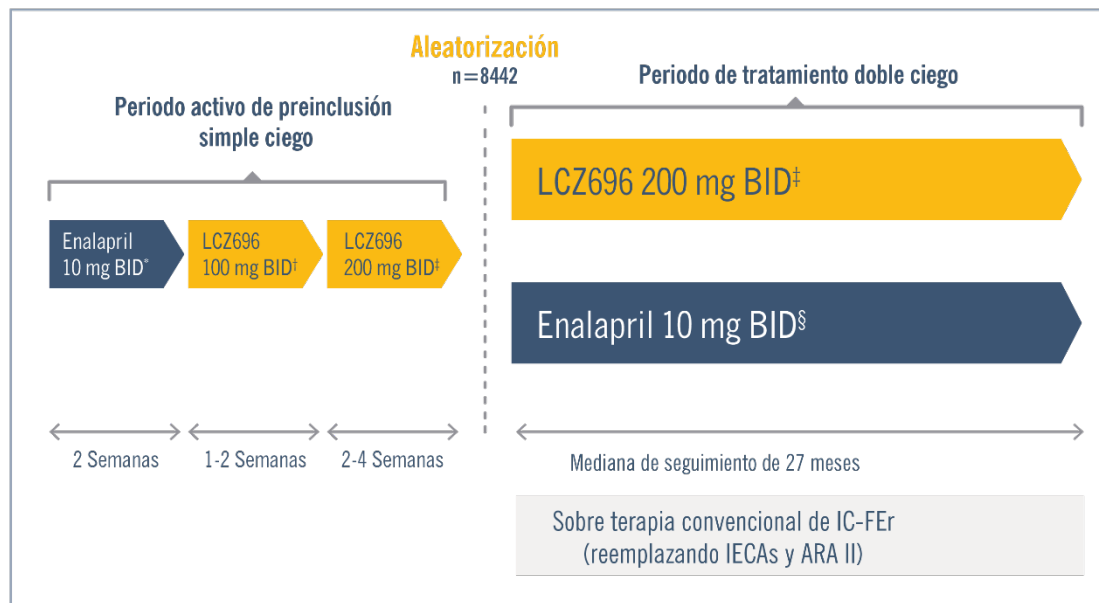 Aleatorización
n=8442
Periodo activo de preinclusión
simple ciego
Periodo de tratamiento doble ciego
Enalapril
10 mg BID*
LCZ696
100 mg BID†
LCZ696
200 mg BID‡
LCZ696 200 mg BID‡
Enalapril 10 mg BID§
2 Semanas
1-2 Semanas
2-4 Semanas
Mediana de seguimiento de 27 meses
Sobre terapia convencional de IC-FEr
(reemplazando IECAs y ARA II)